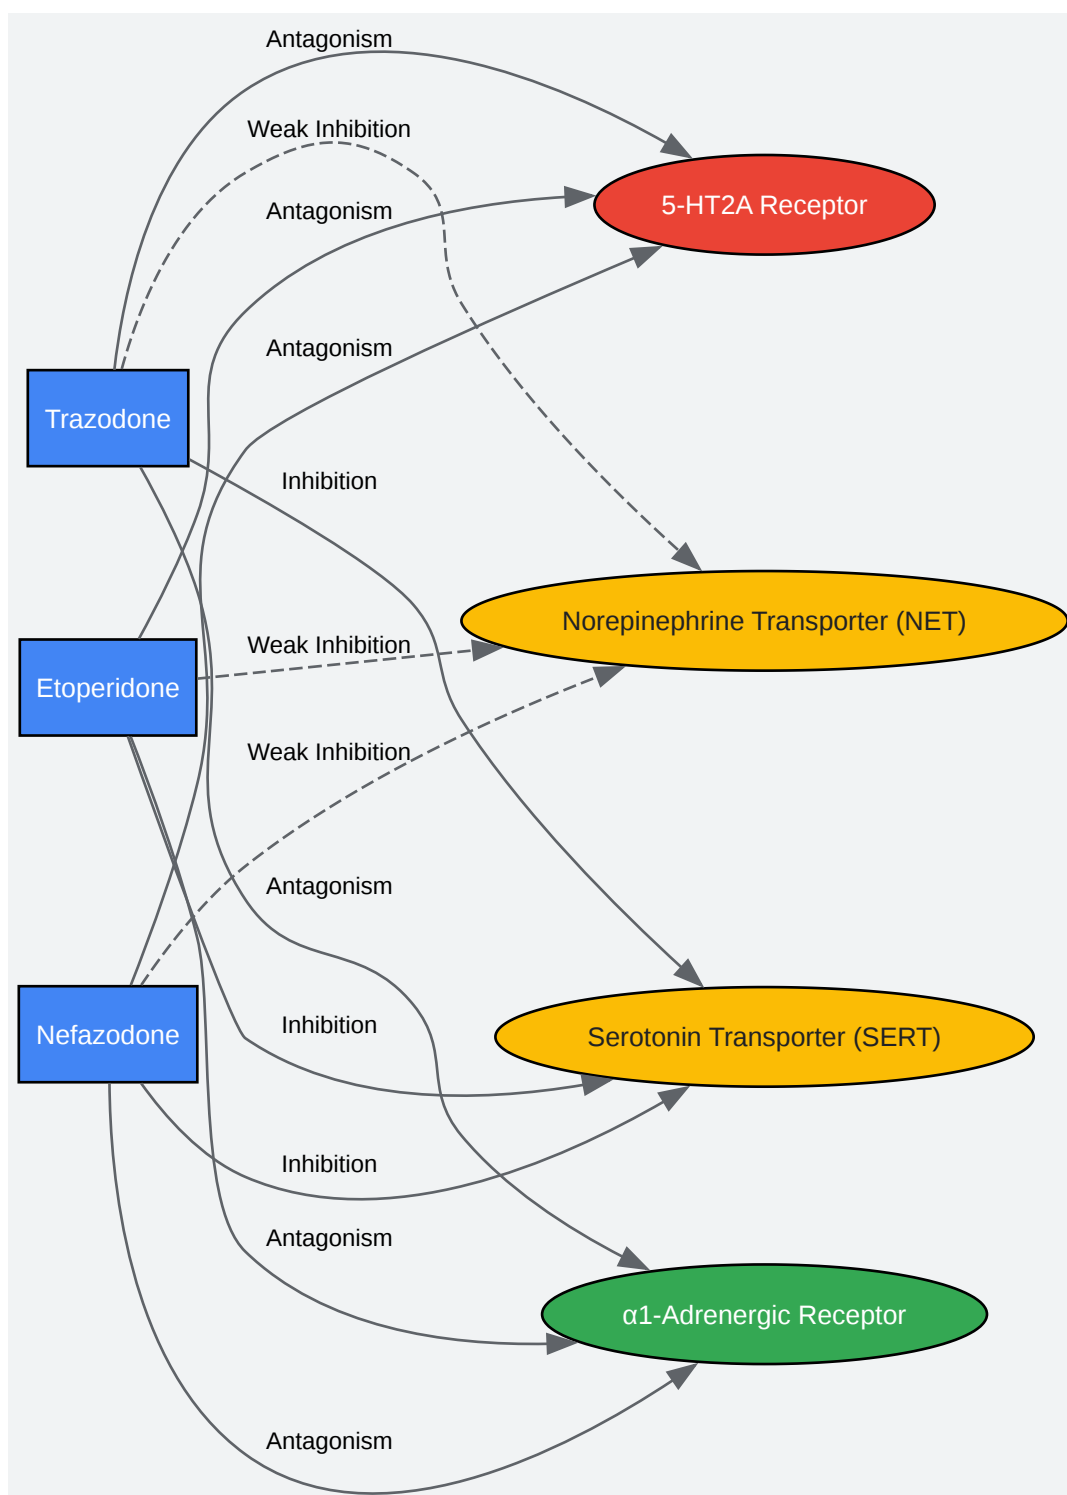 Antagonism
Weak Inhibition
5-HT2A Receptor
Antagonism
Antagonism
Trazodone
Inhibition
Norepinephrine Transporter (NET)
Weak Inhibition
Etoperidone
Weak Inhibition
Antagonism
Inhibition
Nefazodone
Serotonin Transporter (SERT)
Inhibition
Antagonism
α1-Adrenergic Receptor
Antagonism